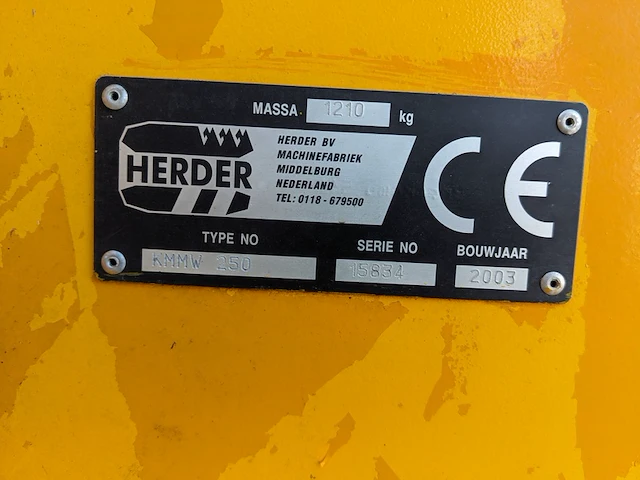 MASSA 1210 kg
HERDER
HERDER BV
MACHINEFABRIEK
MIDDELBURG
NEDERLAND
TEL: 0118 - 679500
CE
TYPE NO SERIE NO BOUWJAAR
KMMW 250 15834 2003